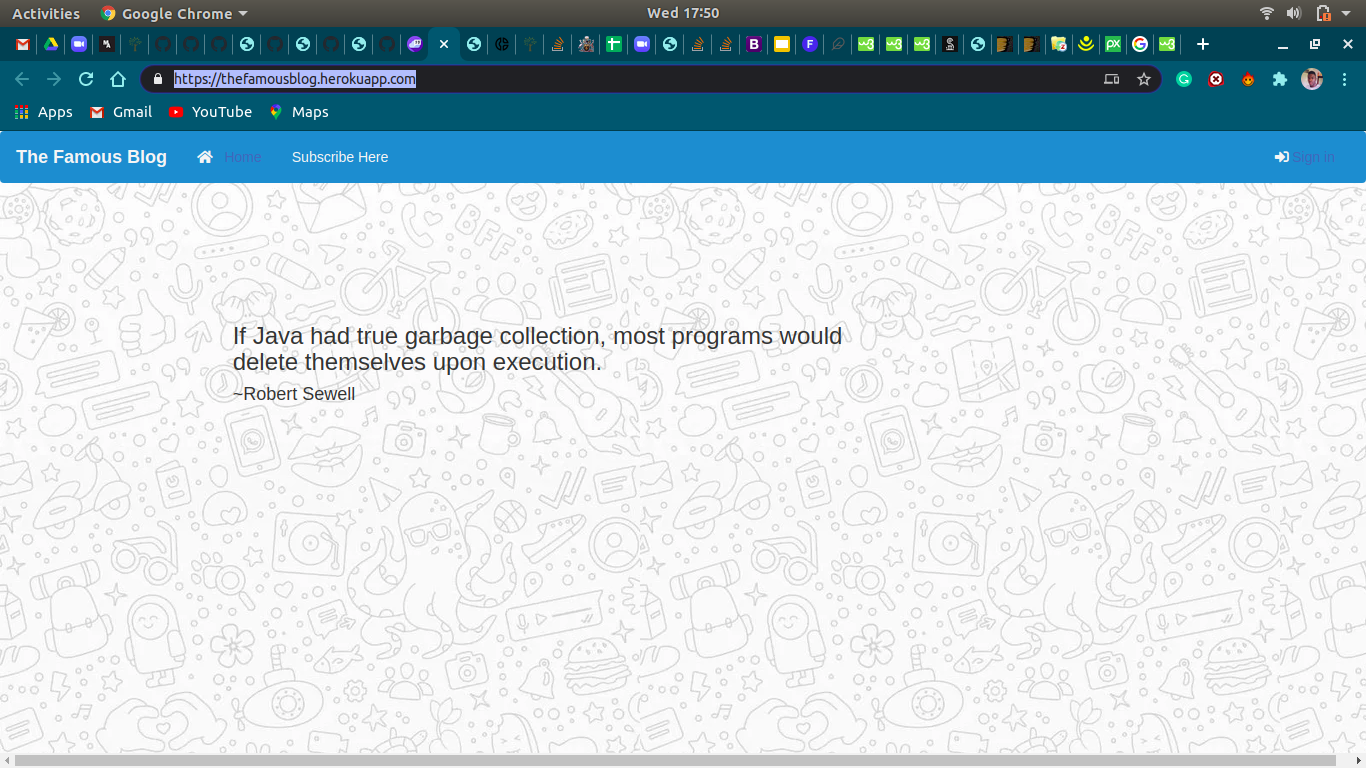 Activities Google Chrome Wed 17:50
https://thefamousblog.herokuapp.com
Apps Gmail YouTube Maps
The Famous Blog Home Subscribe Here Sign in
If Java had true garbage collection, most programs would
delete themselves upon execution.
~Robert Sewell